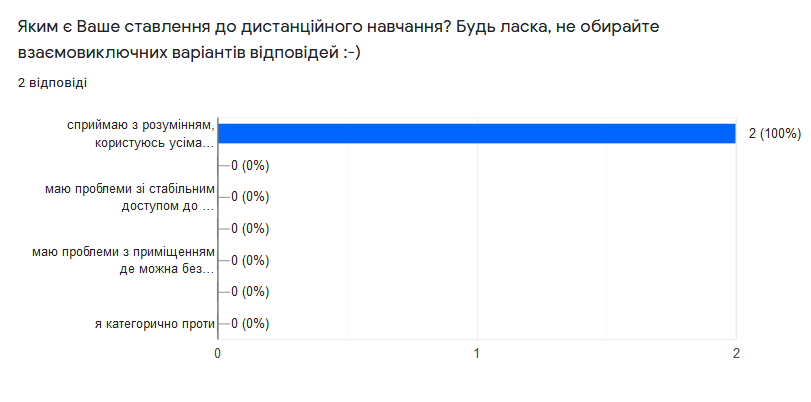 Яким є Ваше ставлення до дистанційного навчання? Будь ласка, не обирайте
взаємовиключних варіантів відповідей :-)
2 відповіді
сприймаю з розумінням,
користуюсь усіма…
2 (100%)
0 (0%)
маю проблеми зі стабільним
доступом до …
0 (0%)
0 (0%)
маю проблеми з приміщенням
де можна без…
0 (0%)
0 (0%)
я категорично проти
0 (0%)
0
1
2